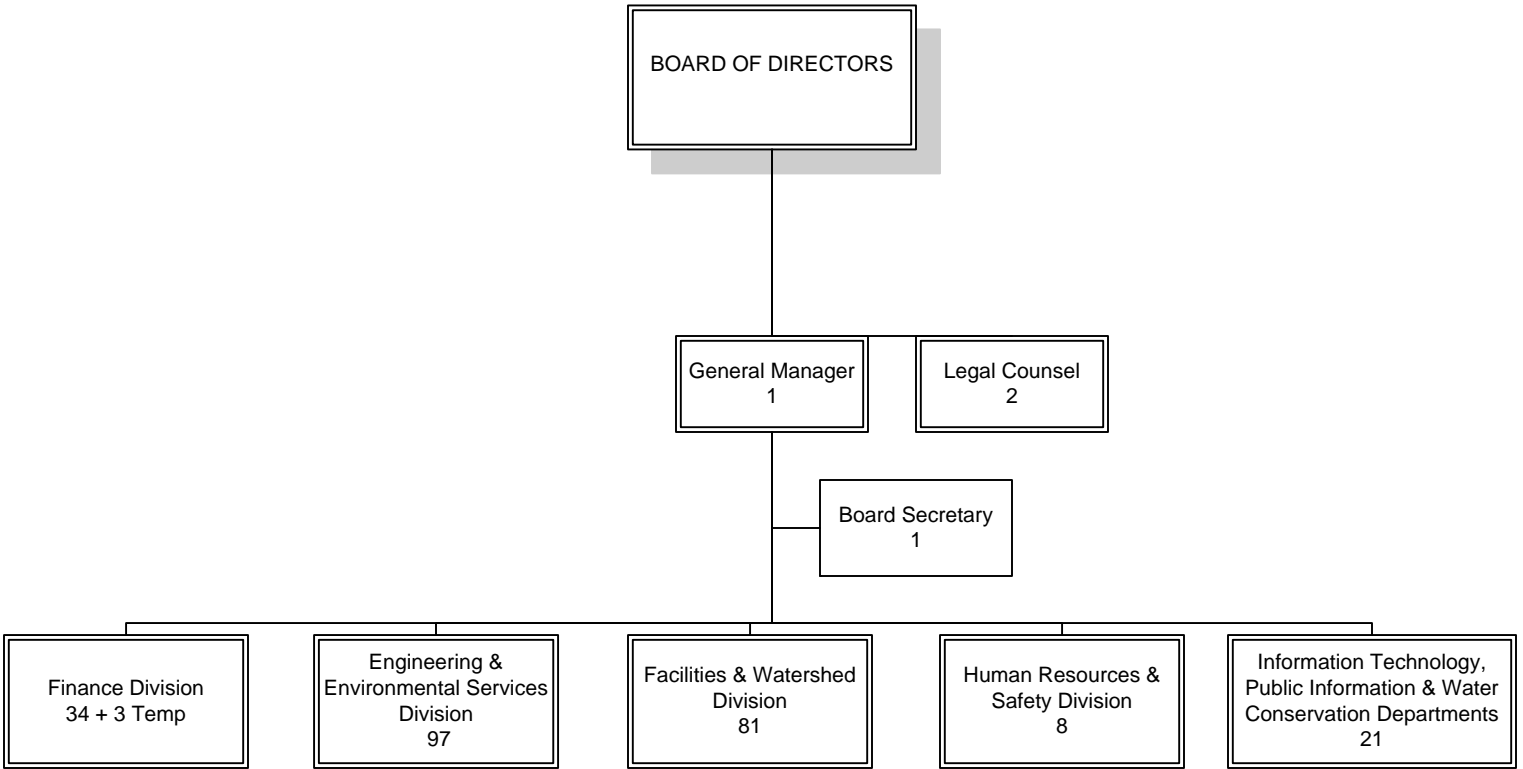 BOARD OF DIRECTORS
General Manager
1
Legal Counsel
2
Board Secretary
1
Finance Division
34 + 3 Temp
Engineering &
Environmental Services
Division
97
Facilities & Watershed
Division
81
Human Resources &
Safety Division
8
Information Technology,
Public Information & Water
Conservation Departments
21